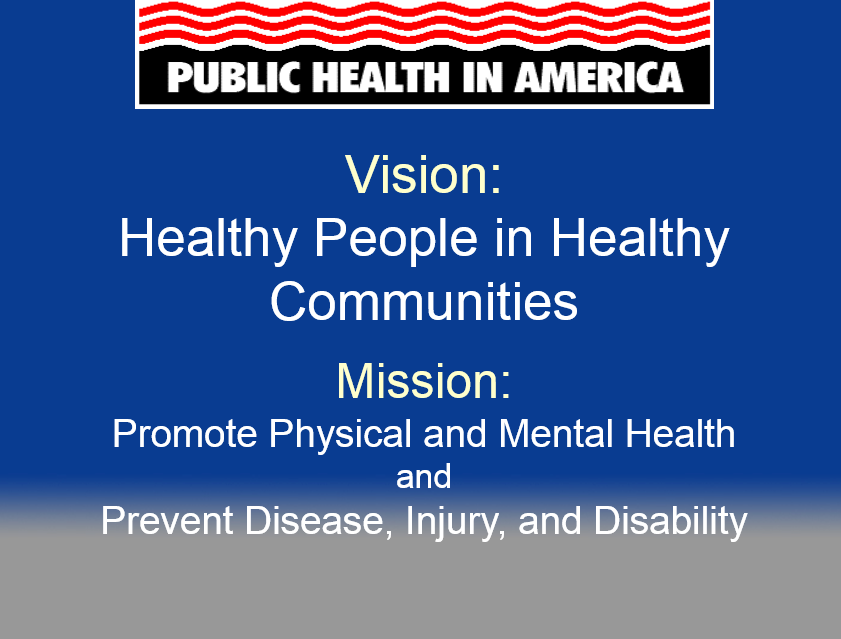 PUBLIC HEALTH IN AMERICA
Vision:
Healthy People in Healthy
Communities
Mission:
Promote Physical and Mental Health
and
Prevent Disease, Injury, and Disability